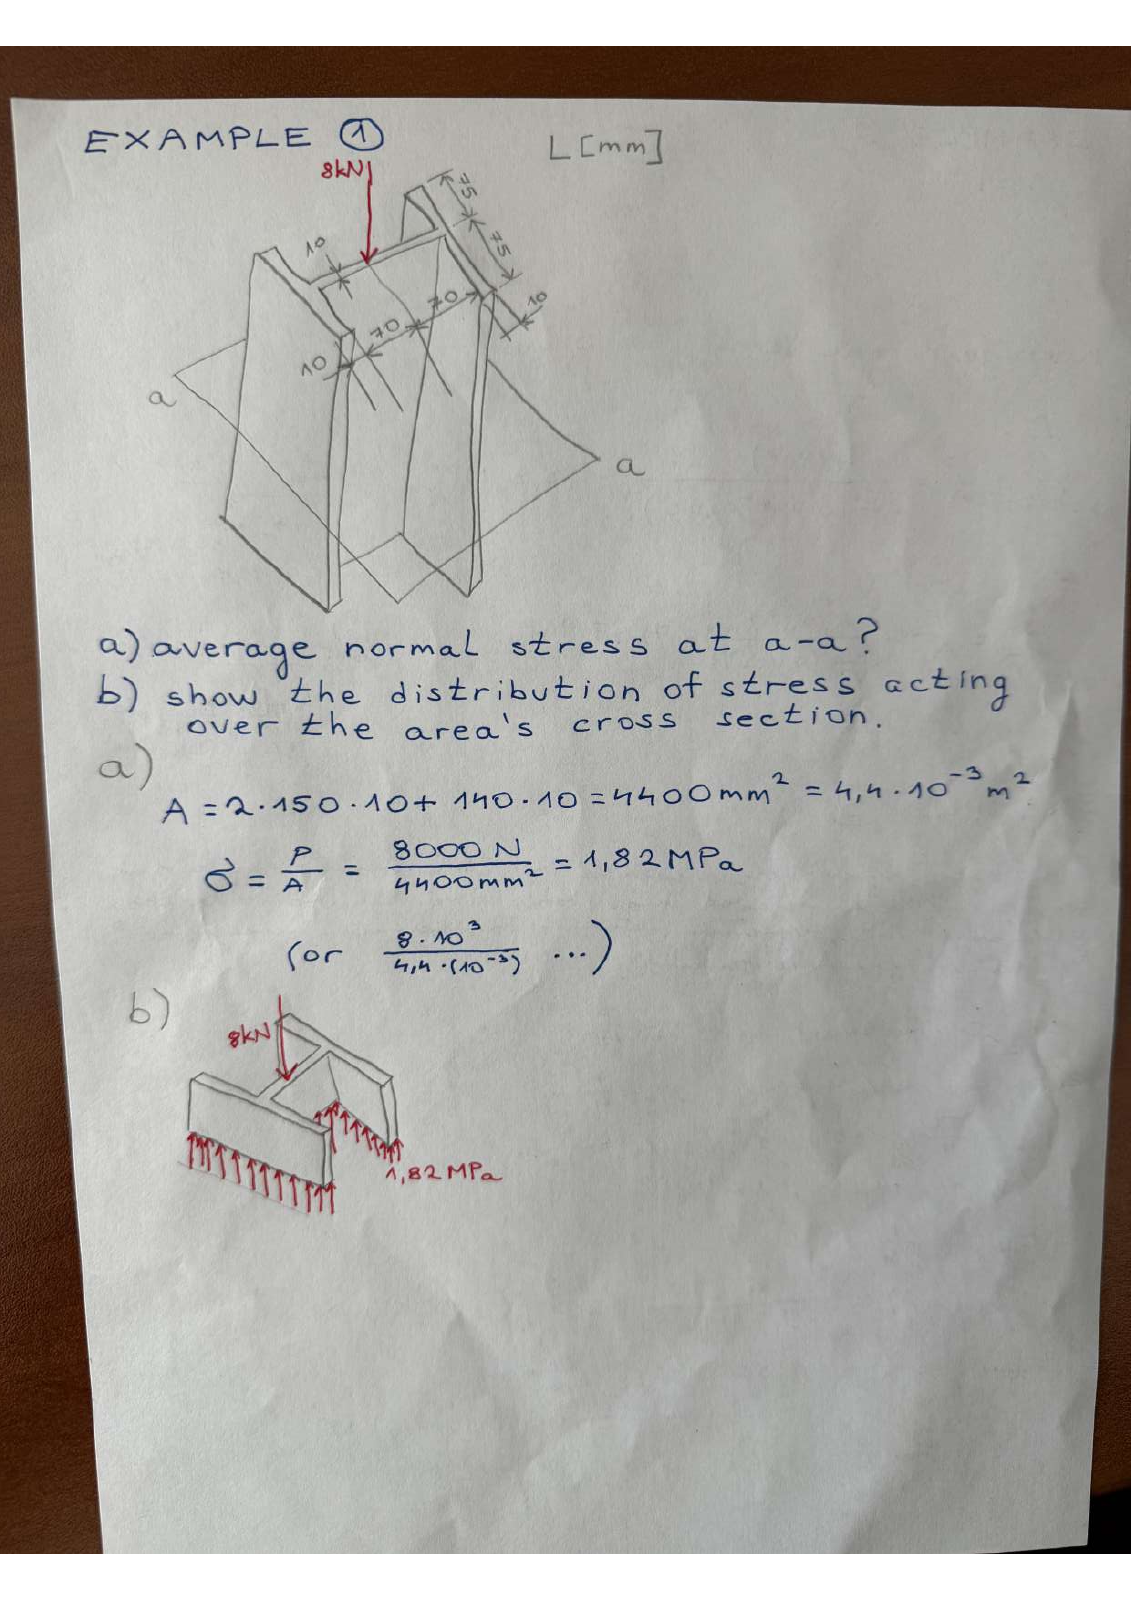 EXAMPLE ①
L [mm]
8kN
75
75
10
10
70
70
10
a
a
a) average normal stress at a-a?
b) show the distribution of stress acting
over the area's cross section.
a)
A = 2·150·10 + 140·10 = 4400 mm² = 4,4·10⁻³ m²
σ = P/A = 8000 N / 4400 mm² = 1,82 MPa
(or 8·10³ / 4,4·(10⁻³) ...)
b)
8kN
1,82 MPa